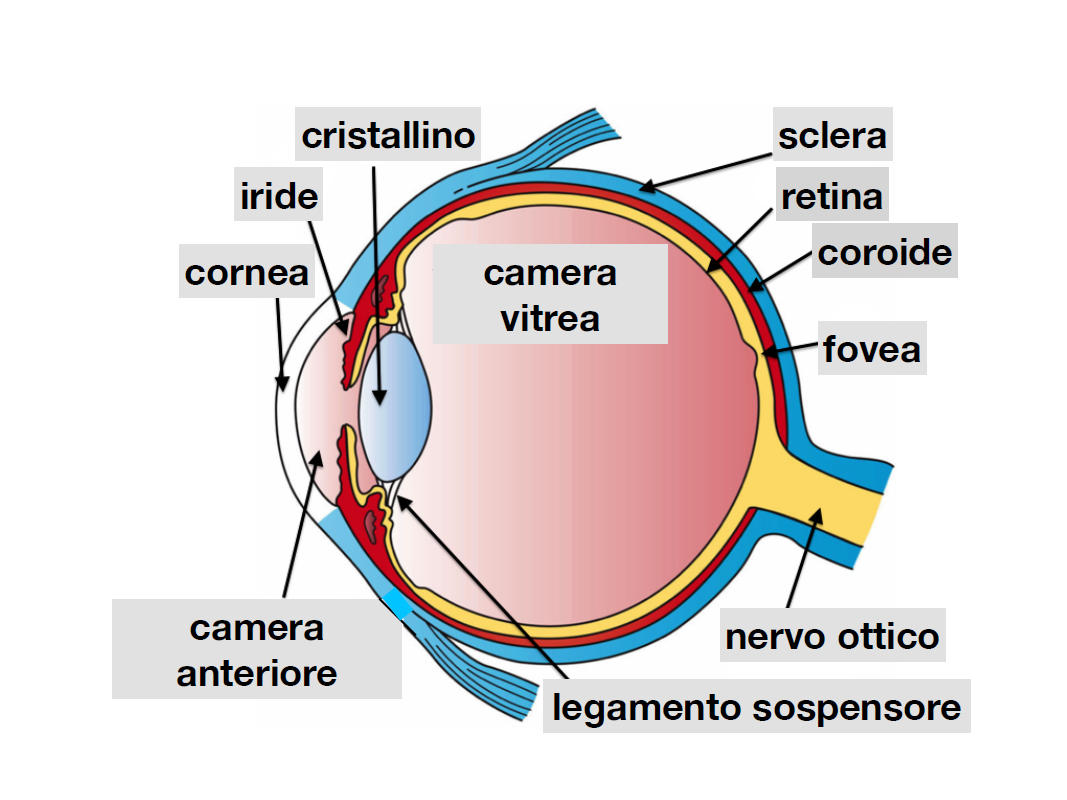 cristallino
sclera
iride
retina
cornea
camera
vitrea
coroide
fovea
camera
anteriore
nervo ottico
legamento sospensore